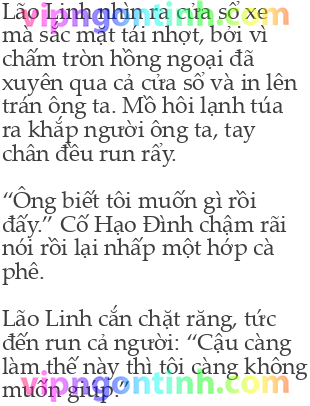 Lão Linh nhìn ra cửa sổ xe
mà sắc mặt tái nhợt, bởi vì
chấm tròn hồng ngoại đã
xuyên qua cả cửa sổ và in lên
trán ông ta. Mồ hôi lạnh túa
ra khắp người ông ta, tay
chân đều run rẩy.
“Ông biết tôi muốn gì rồi
đấy.” Cố Hạo Đình chậm rãi
nói rồi lại nhấp một hóp cà
phê.
Lão Linh cắn chặt răng, tức
đến run cả người: “Cậu càng
làm thế này thì tôi càng không
muốn giúp.”
vipngontinh.com
vipngontinh.com